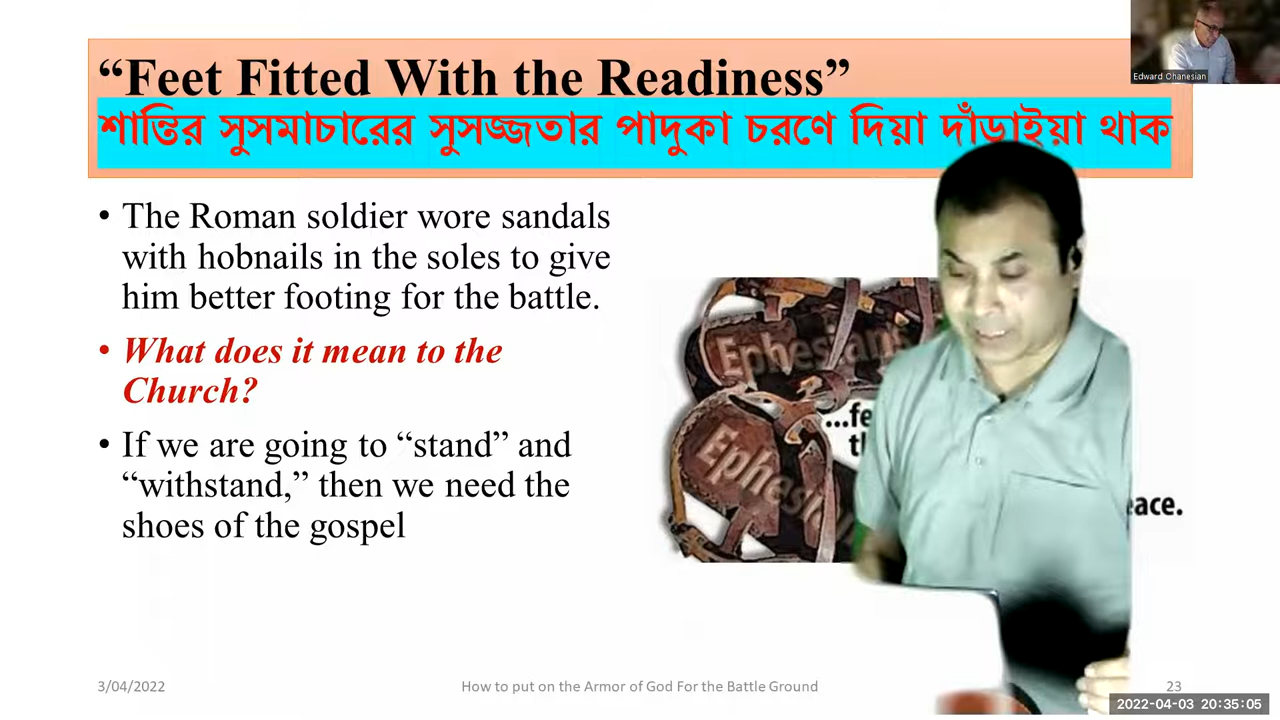 “Feet Fitted With the Readiness”
Edward Ohanesian
শান্তির সুসমাচারের সুসজ্জতার পাদুকা চরণে দিয়া দাঁড়াইয়া থাক
• The Roman soldier wore sandals
with hobnails in the soles to give
him better footing for the battle.
• What does it mean to the
Church?
• If we are going to “stand” and
“withstand,” then we need the
shoes of the gospel
Ephesians
Ephesians
3/04/2022
How to put on the Armor of God For the Battle Ground
23
2022-04-03 20:35:05